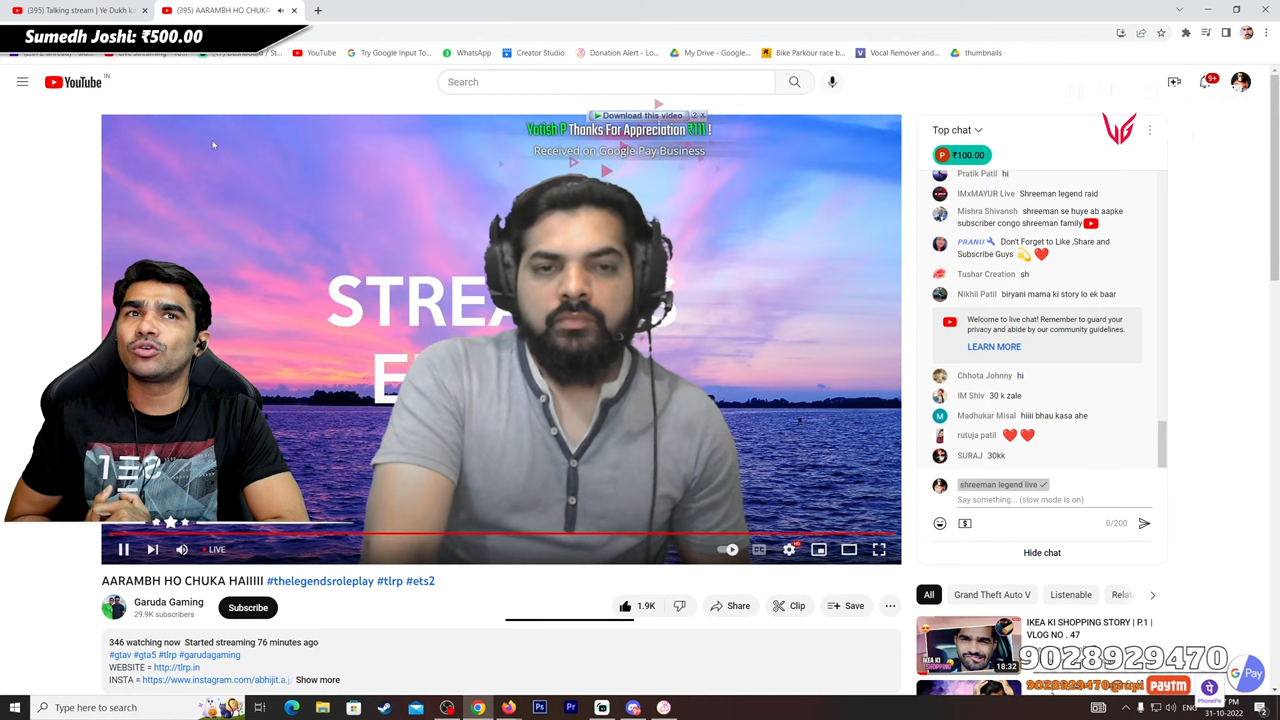 (395) Talking stream | Ye Dukh ka
(395) AARAMBH HO CHUKA
Sumedh Joshi: ₹500.00
YouTube
Try Google Input To...
WhatsApp
Creator Studio
Donation Alert - Lo...
My Drive - Google...
Bike Parkour race b...
Vocal Remover and...
thumbnails
YouTube IN
Search
9+
Download this video
Yatish P Thanks For Appreciation ₹111 !
Received on Google Pay Business
Top chat
P ₹100.00
Pratik Patil hi
IMxMAYUR Live Shreeman legend raid
Mishra Shivansh shreeman se huye ab aapke
subscriber congo shreeman family
PRANU Don't Forget to Like ,Share and
Subscribe Guys
Tushar Creation sh
Nikhil Patil biryani mama ki story lo ek baar
Welcome to live chat! Remember to guard your
privacy and abide by our community guidelines.
LEARN MORE
Chhota Johnny hi
IM Shiv 30 k zale
M Madhukar Misal hiiii bhau kasa ahe
rutuja patil
SURAJ 30kk
shreeman legend live
Say something... (slow mode is on)
0/200
Hide chat
LIVE
AARAMBH HO CHUKA HAIIIII #thelegendsroleplay #tlrp #ets2
Garuda Gaming
29.9K subscribers
Subscribe
1.9K
Share
Clip
Save
346 watching now Started streaming 76 minutes ago
#gtav #gta5 #tlrp #garudagaming
WEBSITE = http://tlrp.in
INSTA = https://www.instagram.com/abhijit.a.j
Show more
All
Grand Theft Auto V
Listenable
IKEA KI SHOPPING STORY | P.1 |
VLOG NO . 47
18:32
9028929470
Paytm
G Pay
PhonePe
Type here to search
ENG
31-10-2022